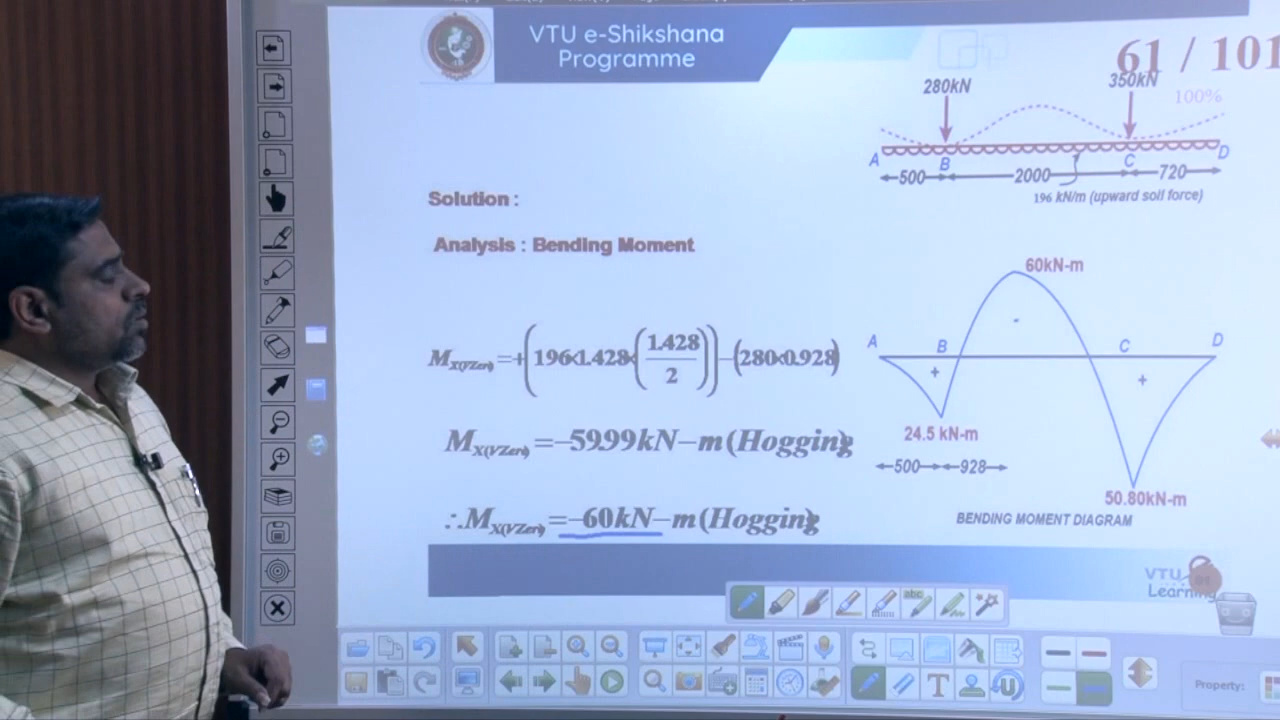 VTU e-Shikshana
Programme
61 / 101
100%
280kN
350kN
A B C D
500 2000 720
196 kN/m (upward soil force)
Solution :
Analysis : Bending Moment
M_X(VZero) = +(196×1.428×(1.428/2)) − (280×0.928)
M_X(VZero) = −59.99kN−m(Hogging)
∴M_X(VZero) = −60kN−m(Hogging)
60kN-m
-
A B C D
+ +
24.5 kN-m
500 928
50.80kN-m
BENDING MOMENT DIAGRAM
VTU
Learning
abc
T
Property: